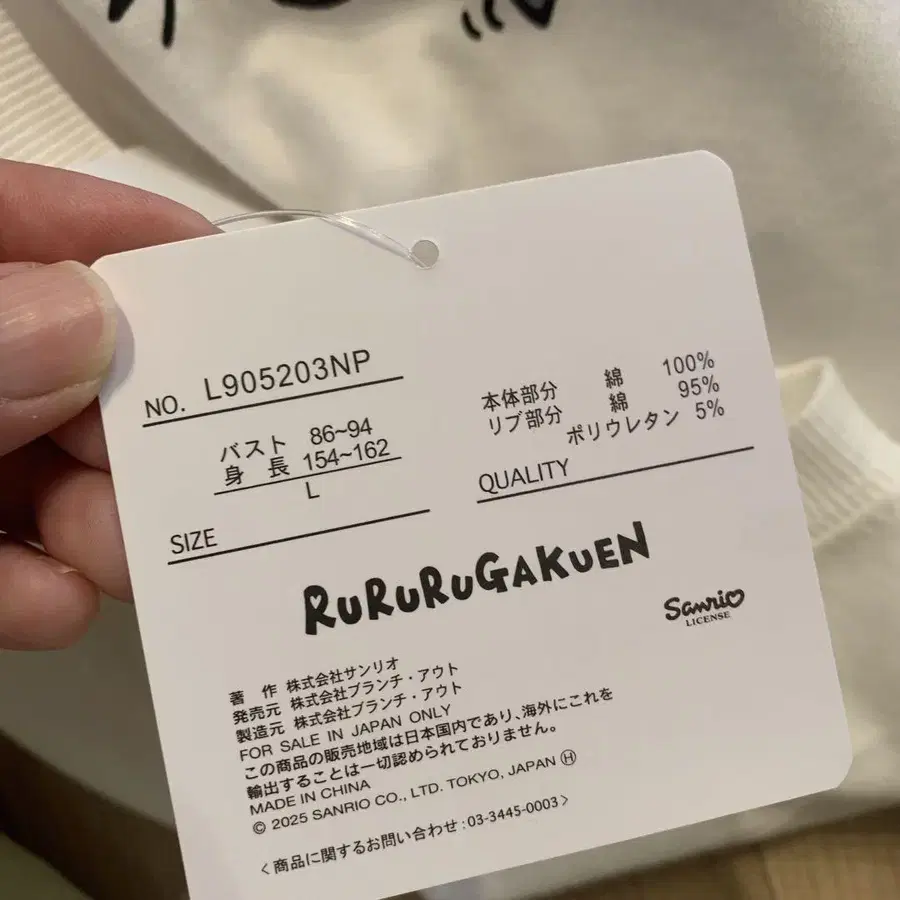 NO. L905203NP
バスト 86~94
身 長 154~162
L
SIZE
本体部分 綿 100%
リブ部分 綿 95%
ポリウレタン 5%
QUALITY
RURURUGAKUEN
Sanrio
LICENSE
著 作 株式会社サンリオ
発売元 株式会社ブランチ・アウト
製造元 株式会社ブランチ・アウト
FOR SALE IN JAPAN ONLY
この商品の販売地域は日本国内であり、海外にこれを
輸出することは一切認められておりません。
MADE IN CHINA
© 2025 SANRIO CO., LTD. TOKYO, JAPAN Ⓗ
<商品に関するお問い合わせ:03-3445-0003>